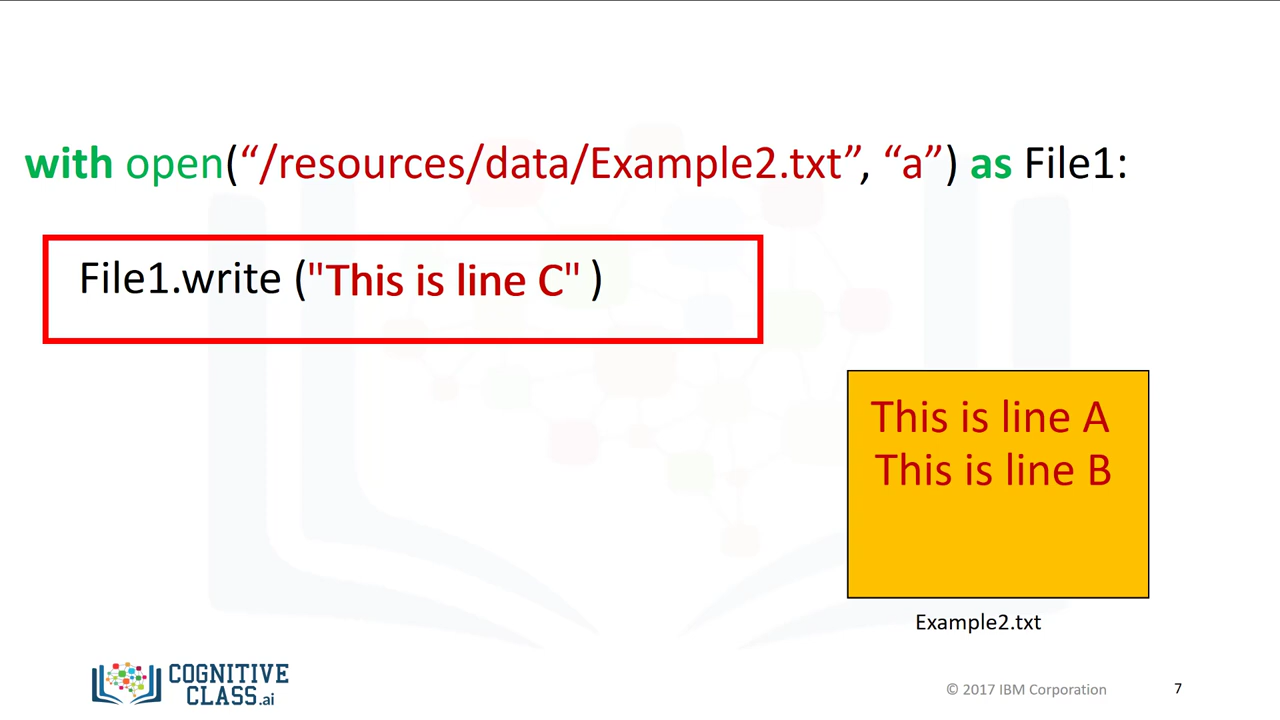 with open(“/resources/data/Example2.txt”, “a”) as File1:
File1.write ("This is line C" )
This is line A
This is line B
Example2.txt
COGNITIVE
CLASS.ai
© 2017 IBM Corporation
7